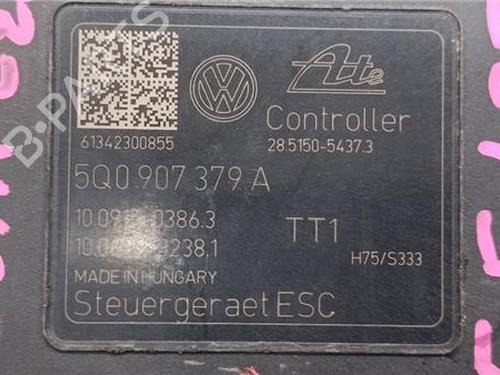 Ate
Controller
61342300855
28.5150-5437.3
5Q0 907 379 A
TT1
H75/S333
MADE IN HUNGARY
Steuergeraet ESC
B-PARTS